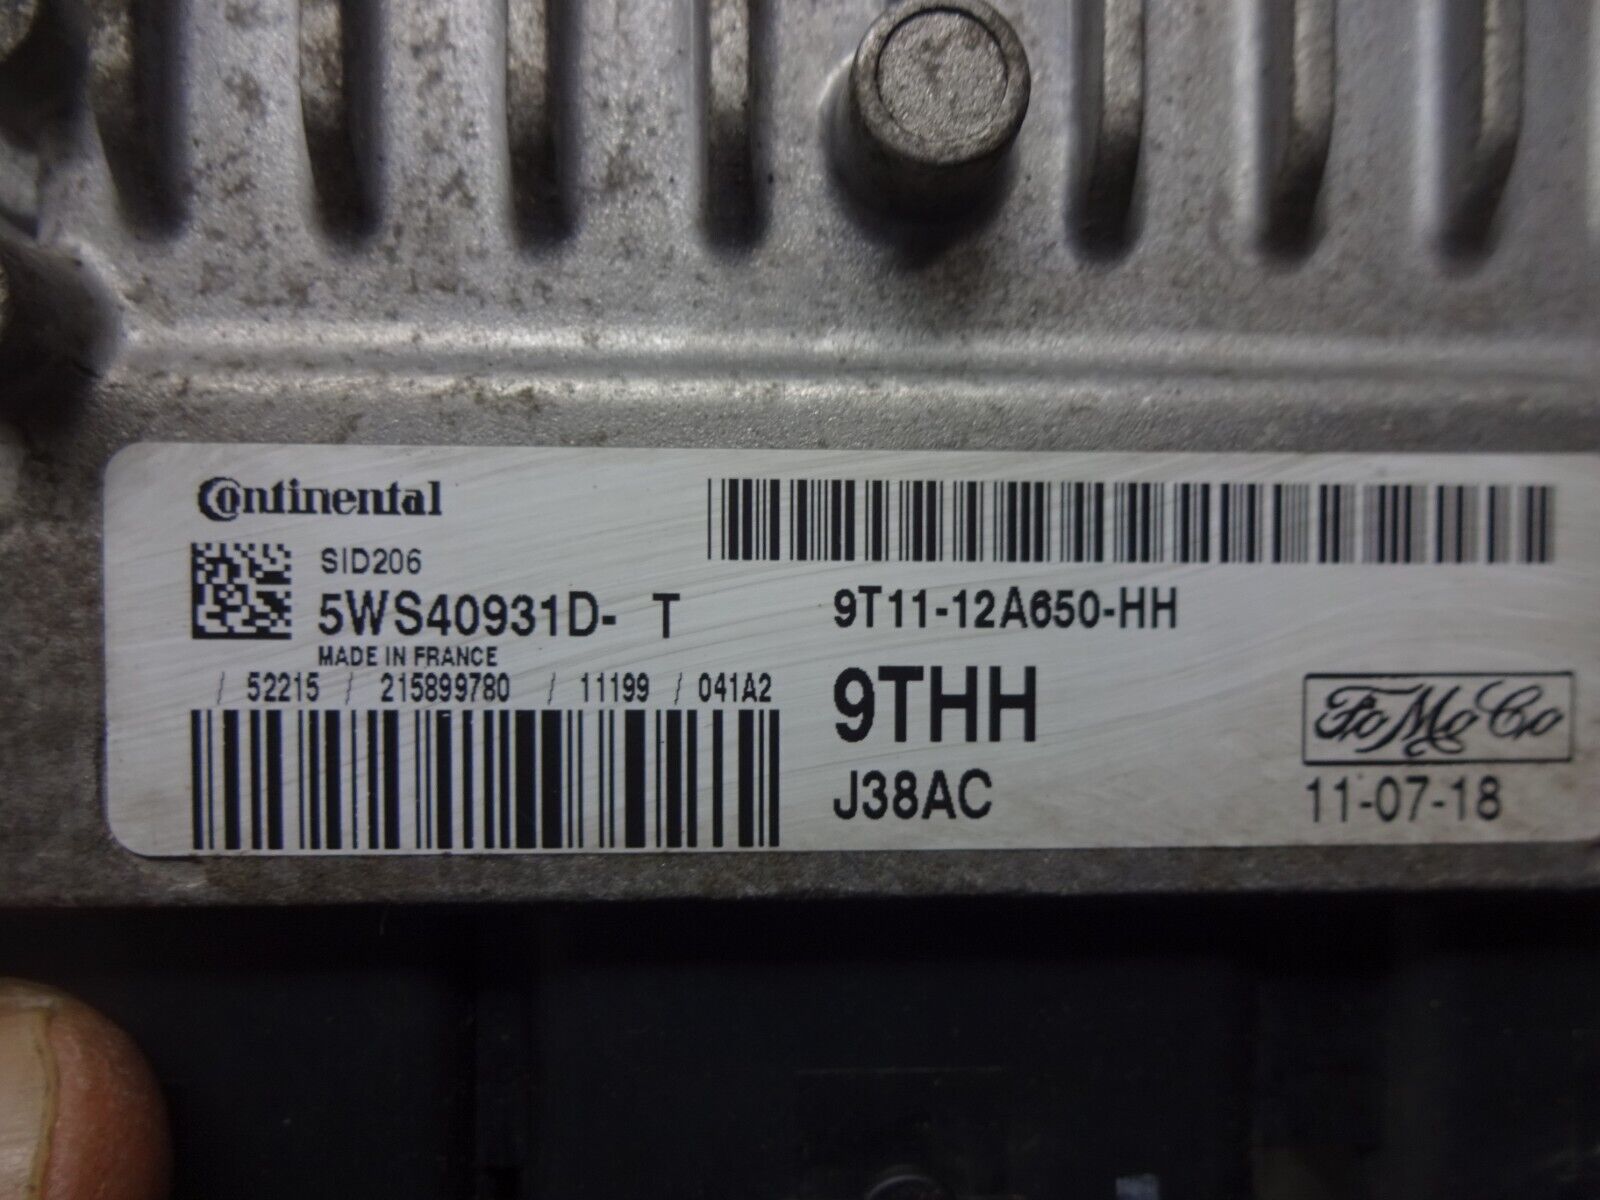 Continental
SID206
5WS40931D- T
MADE IN FRANCE
/ 52215 / 215899780 / 11199 / 041A2
9T11-12A650-HH
9THH
J38AC
FoMoCo
11-07-18